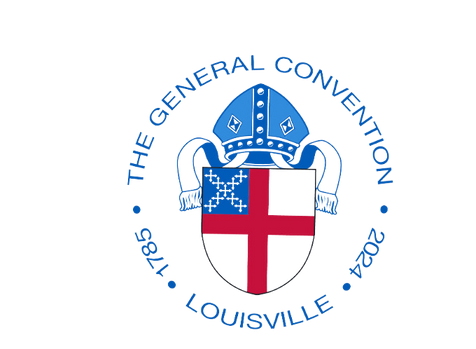 THE GENERAL CONVENTION
1785 • LOUISVILLE • 2024